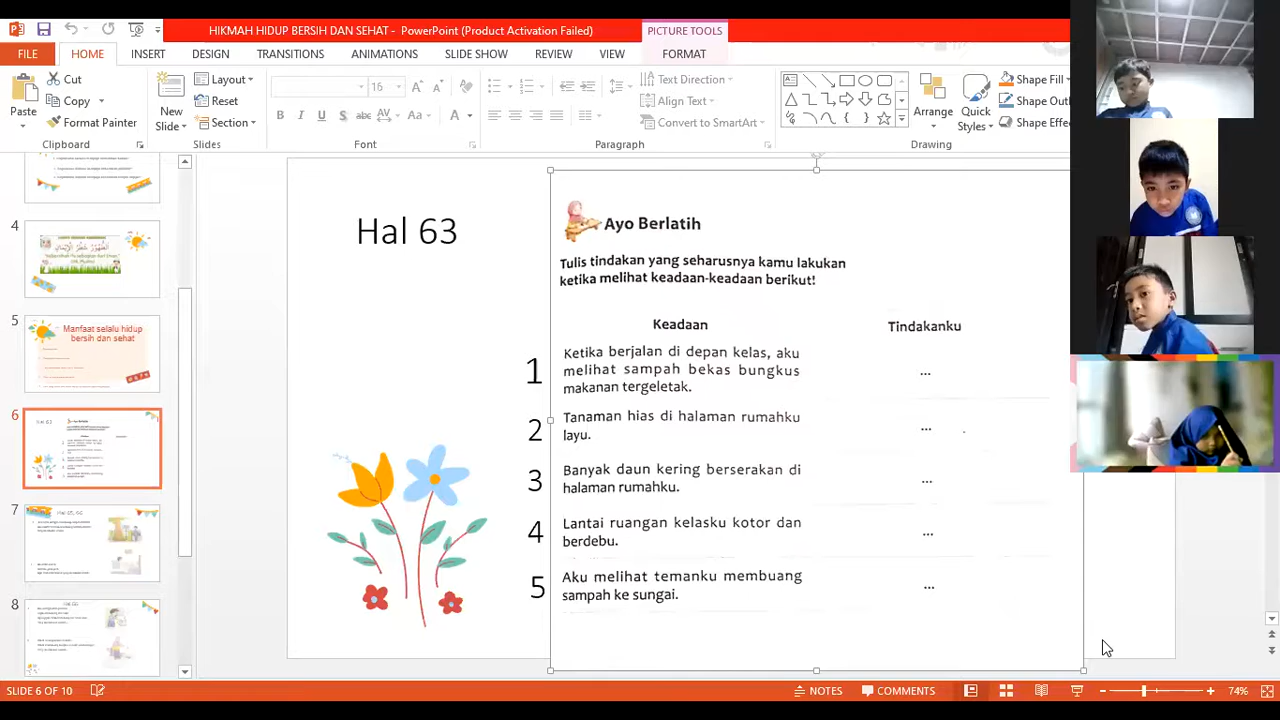 HIKMAH HIDUP BERSIH DAN SEHAT - PowerPoint (Product Activation Failed)
PICTURE TOOLS
FILE HOME INSERT DESIGN TRANSITIONS ANIMATIONS SLIDE SHOW REVIEW VIEW FORMAT
Paste
Cut
Copy
Format Painter
Clipboard
New Slide
Layout
Reset
Section
Slides
16
Font
Text Direction
Align Text
Convert to SmartArt
Paragraph
Arrange
Quick Styles
Shape Fill
Shape Out
Shape Effe
Drawing
4
5
Manfaat selalu hidup
bersih dan sehat
6
7
8
Hal 63
Ayo Berlatih
Tulis tindakan yang seharusnya kamu lakukan
ketika melihat keadaan-keadaan berikut!
Keadaan Tindakanku
1 Ketika berjalan di depan kelas, aku
melihat sampah bekas bungkus ...
makanan tergeletak.
2 Tanaman hias di halaman rumahku ...
layu.
3 Banyak daun kering berserakan di ...
halaman rumahku.
4 Lantai ruangan kelasku kotor dan ...
berdebu.
5 Aku melihat temanku membuang ...
sampah ke sungai.
SLIDE 6 OF 10
NOTES
COMMENTS
74%